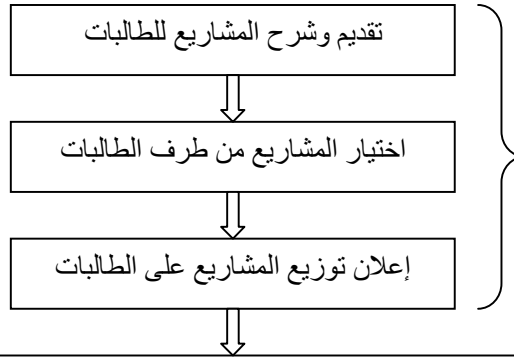 تقديم وشرح المشاريع للطالبات
اختيار المشاريع من طرف الطالبات
إعلان توزيع المشاريع على الطالبات